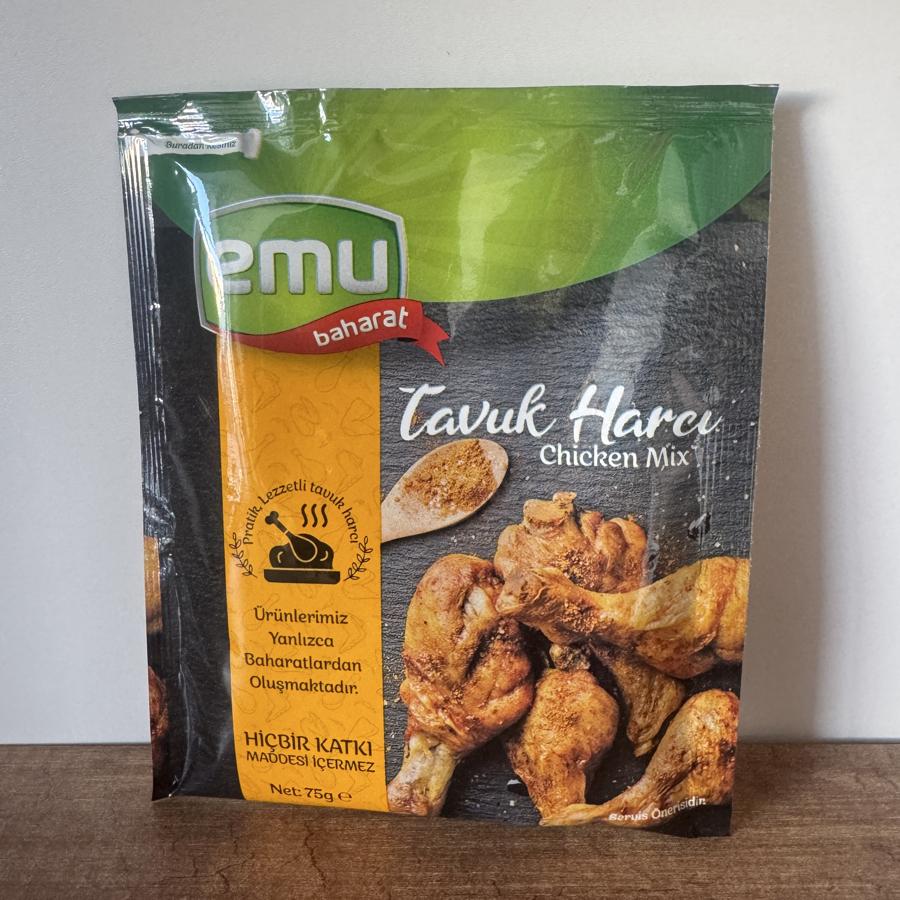 Buradan Kesiniz
emu
baharat
Tavuk Harcı
Chicken Mix
Pratik, Lezzetli tavuk harcı
Ürünlerimiz
Yanlızca
Baharatlardan
Oluşmaktadır.
HİÇBİR KATKI
MADDESİ İÇERMEZ
Net: 75g ℮
Servis Önerisidir.